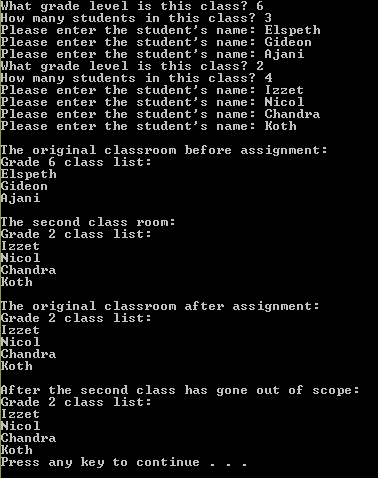 What grade level is this class? 6
How many students in this class? 3
Please enter the student's name: Elspeth
Please enter the student's name: Gideon
Please enter the student's name: Ajani
What grade level is this class? 2
How many students in this class? 4
Please enter the student's name: Izzet
Please enter the student's name: Nicol
Please enter the student's name: Chandra
Please enter the student's name: Koth
The original classroom before assignment:
Grade 6 class list:
Elspeth
Gideon
Ajani
The second class room:
Grade 2 class list:
Izzet
Nicol
Chandra
Koth
The original classroom after assignment:
Grade 2 class list:
Izzet
Nicol
Chandra
Koth
After the second class has gone out of scope:
Grade 2 class list:
Izzet
Nicol
Chandra
Koth
Press any key to continue . . .